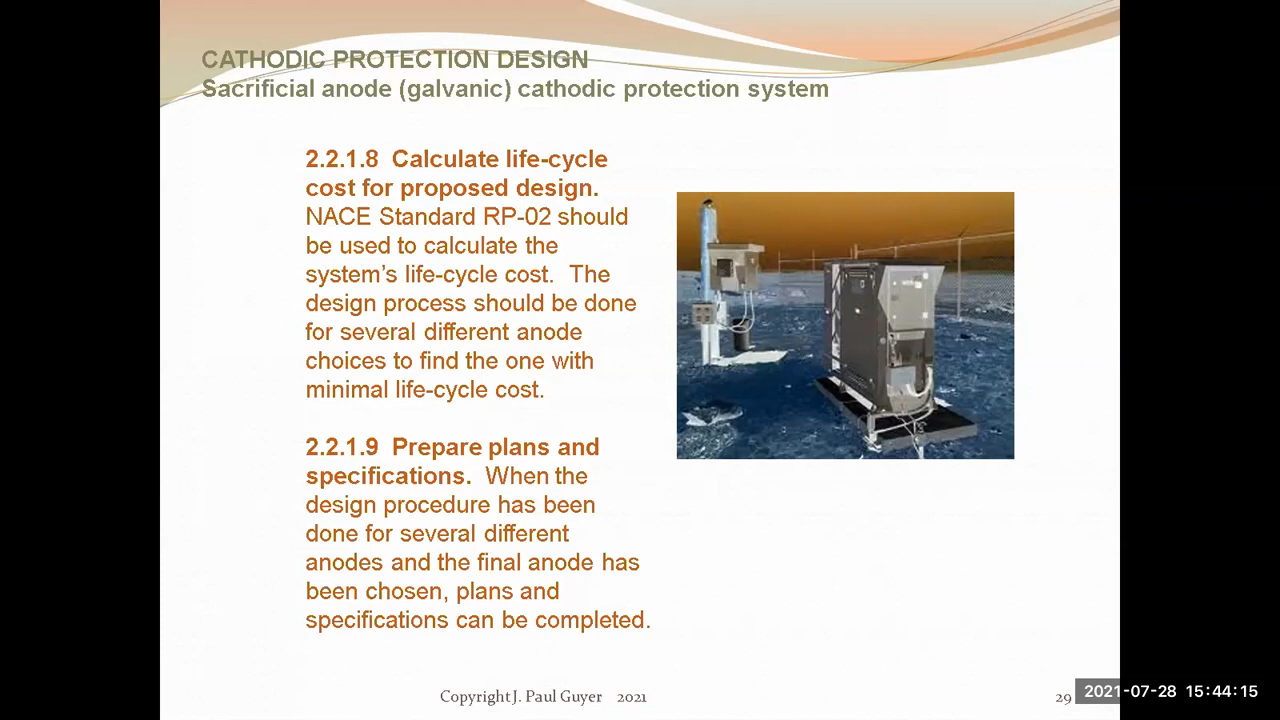 CATHODIC PROTECTION DESIGN
Sacrificial anode (galvanic) cathodic protection system
2.2.1.8 Calculate life-cycle
cost for proposed design.
NACE Standard RP-02 should
be used to calculate the
system’s life-cycle cost. The
design process should be done
for several different anode
choices to find the one with
minimal life-cycle cost.
2.2.1.9 Prepare plans and
specifications. When the
design procedure has been
done for several different
anodes and the final anode has
been chosen, plans and
specifications can be completed.
Copyright J. Paul Guyer 2021
29
2021-07-28 15:44:15